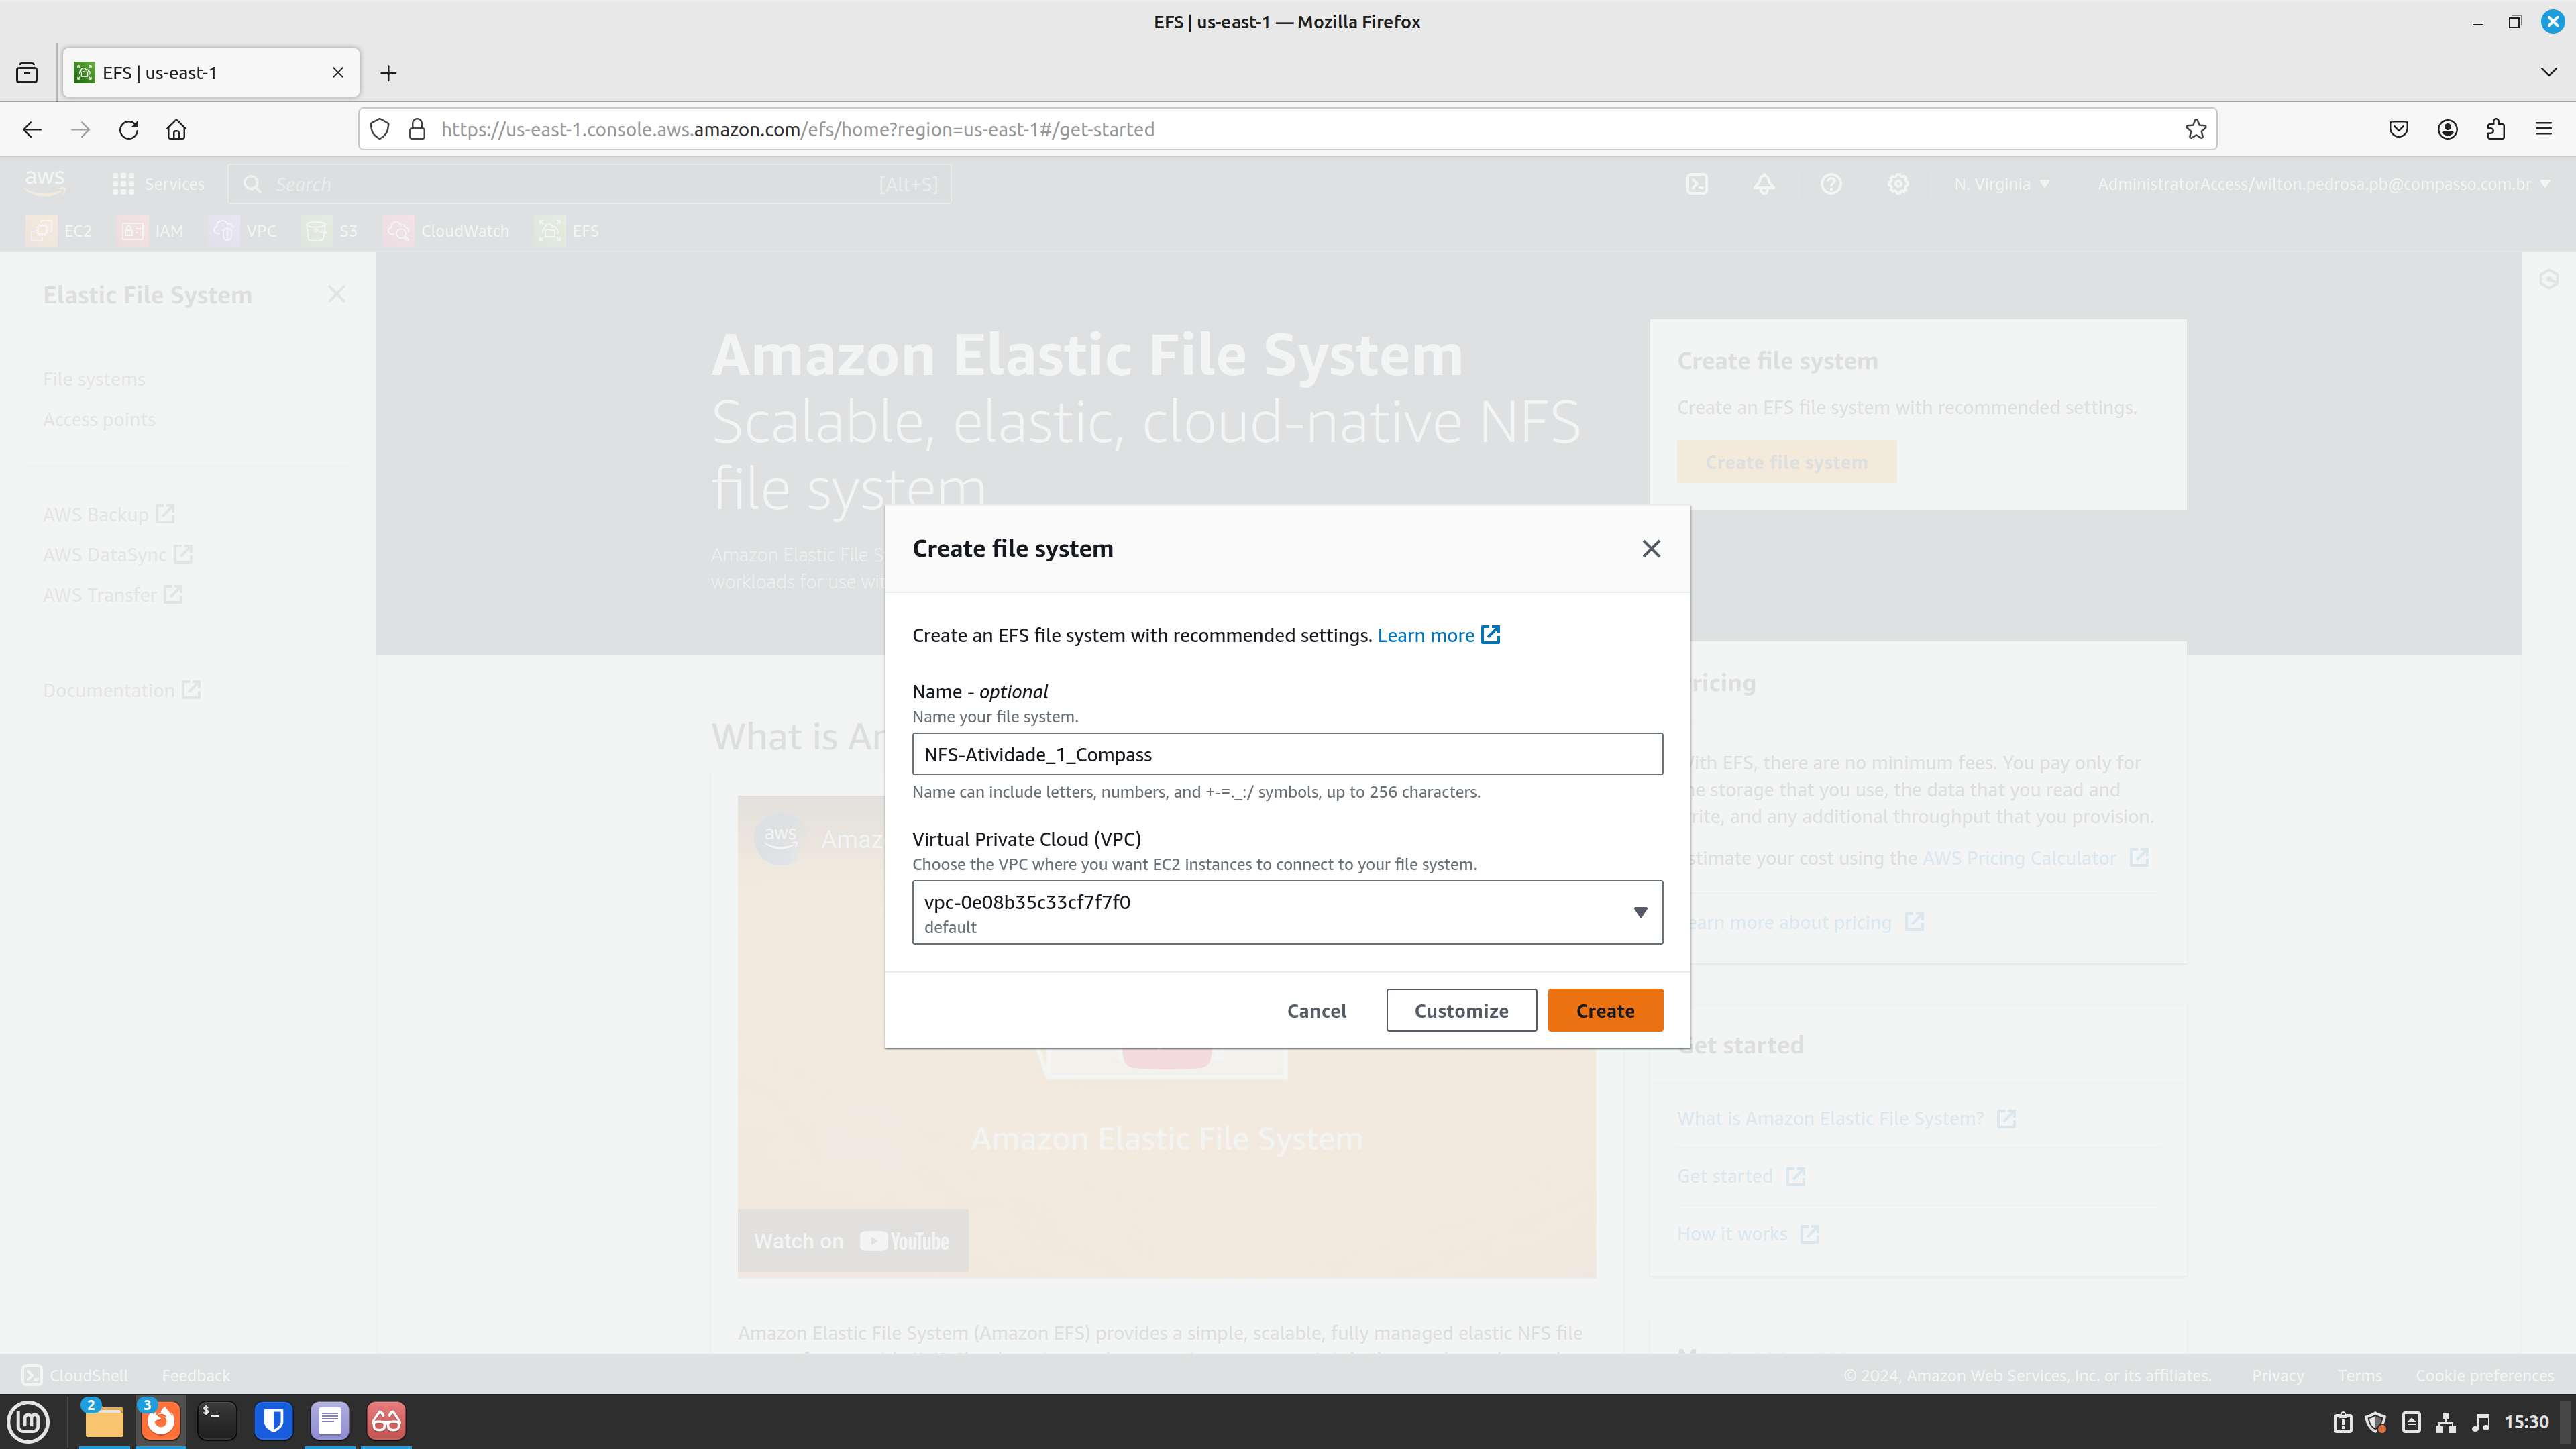 EFS | us-east-1 — Mozilla Firefox
EFS | us-east-1
https://us-east-1.console.aws.amazon.com/efs/home?region=us-east-1#/get-started
aws
Services
Search
[Alt+S]
N. Virginia
AdministratorAccess/wilton.pedrosa.pb@compasso.com.br
EC2
IAM
VPC
S3
CloudWatch
EFS
Elastic File System
File systems
Access points
AWS Backup
AWS DataSync
AWS Transfer
Documentation
Amazon Elastic File System
Scalable, elastic, cloud-native NFS
file system
Amazon Elastic File S
workloads for use wit
Create file system
Create an EFS file system with recommended settings.
Create file system
Create file system
Create an EFS file system with recommended settings. Learn more
Name - optional
Name your file system.
NFS-Atividade_1_Compass
Name can include letters, numbers, and +-=._:/ symbols, up to 256 characters.
Virtual Private Cloud (VPC)
Choose the VPC where you want EC2 instances to connect to your file system.
vpc-0e08b35c33cf7f7f0
default
Cancel
Customize
Create
What is Am
aws
Amaz
Amazon Elastic File System
Watch on YouTube
Amazon Elastic File System (Amazon EFS) provides a simple, scalable, fully managed elastic NFS file
ricing
ith EFS, there are no minimum fees. You pay only for
e storage that you use, the data that you read and
rite, and any additional throughput that you provision.
stimate your cost using the AWS Pricing Calculator
earn more about pricing
Get started
What is Amazon Elastic File System?
Get started
How it works
CloudShell
Feedback
© 2024, Amazon Web Services, Inc. or its affiliates.
Privacy
Terms
Cookie preferences
2
3
$_
15:30